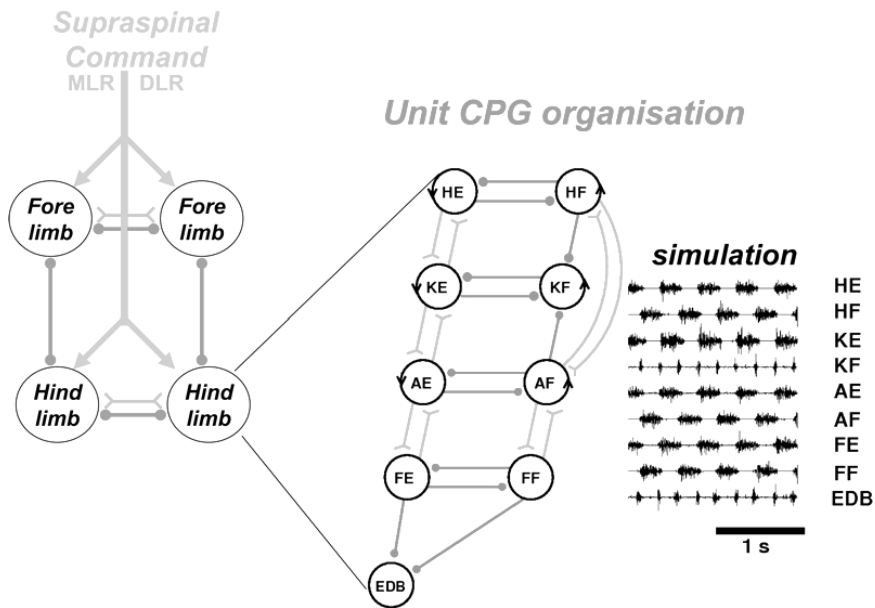 Supraspinal
Command
MLR DLR
Unit CPG organisation
Fore
limb
Fore
limb
Hind
limb
Hind
limb
HE
HF
KE
KF
AE
AF
FE
FF
EDB
simulation
HE
HF
KE
KF
AE
AF
FE
FF
EDB
1 s